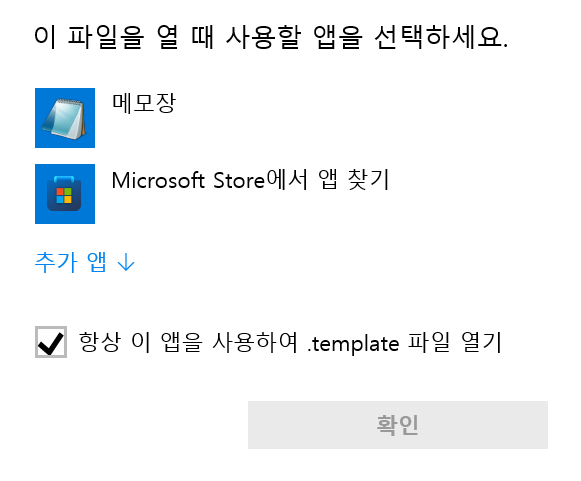 이 파일을 열 때 사용할 앱을 선택하세요.
메모장
Microsoft Store에서 앱 찾기
추가 앱 ↓
항상 이 앱을 사용하여 .template 파일 열기
확인